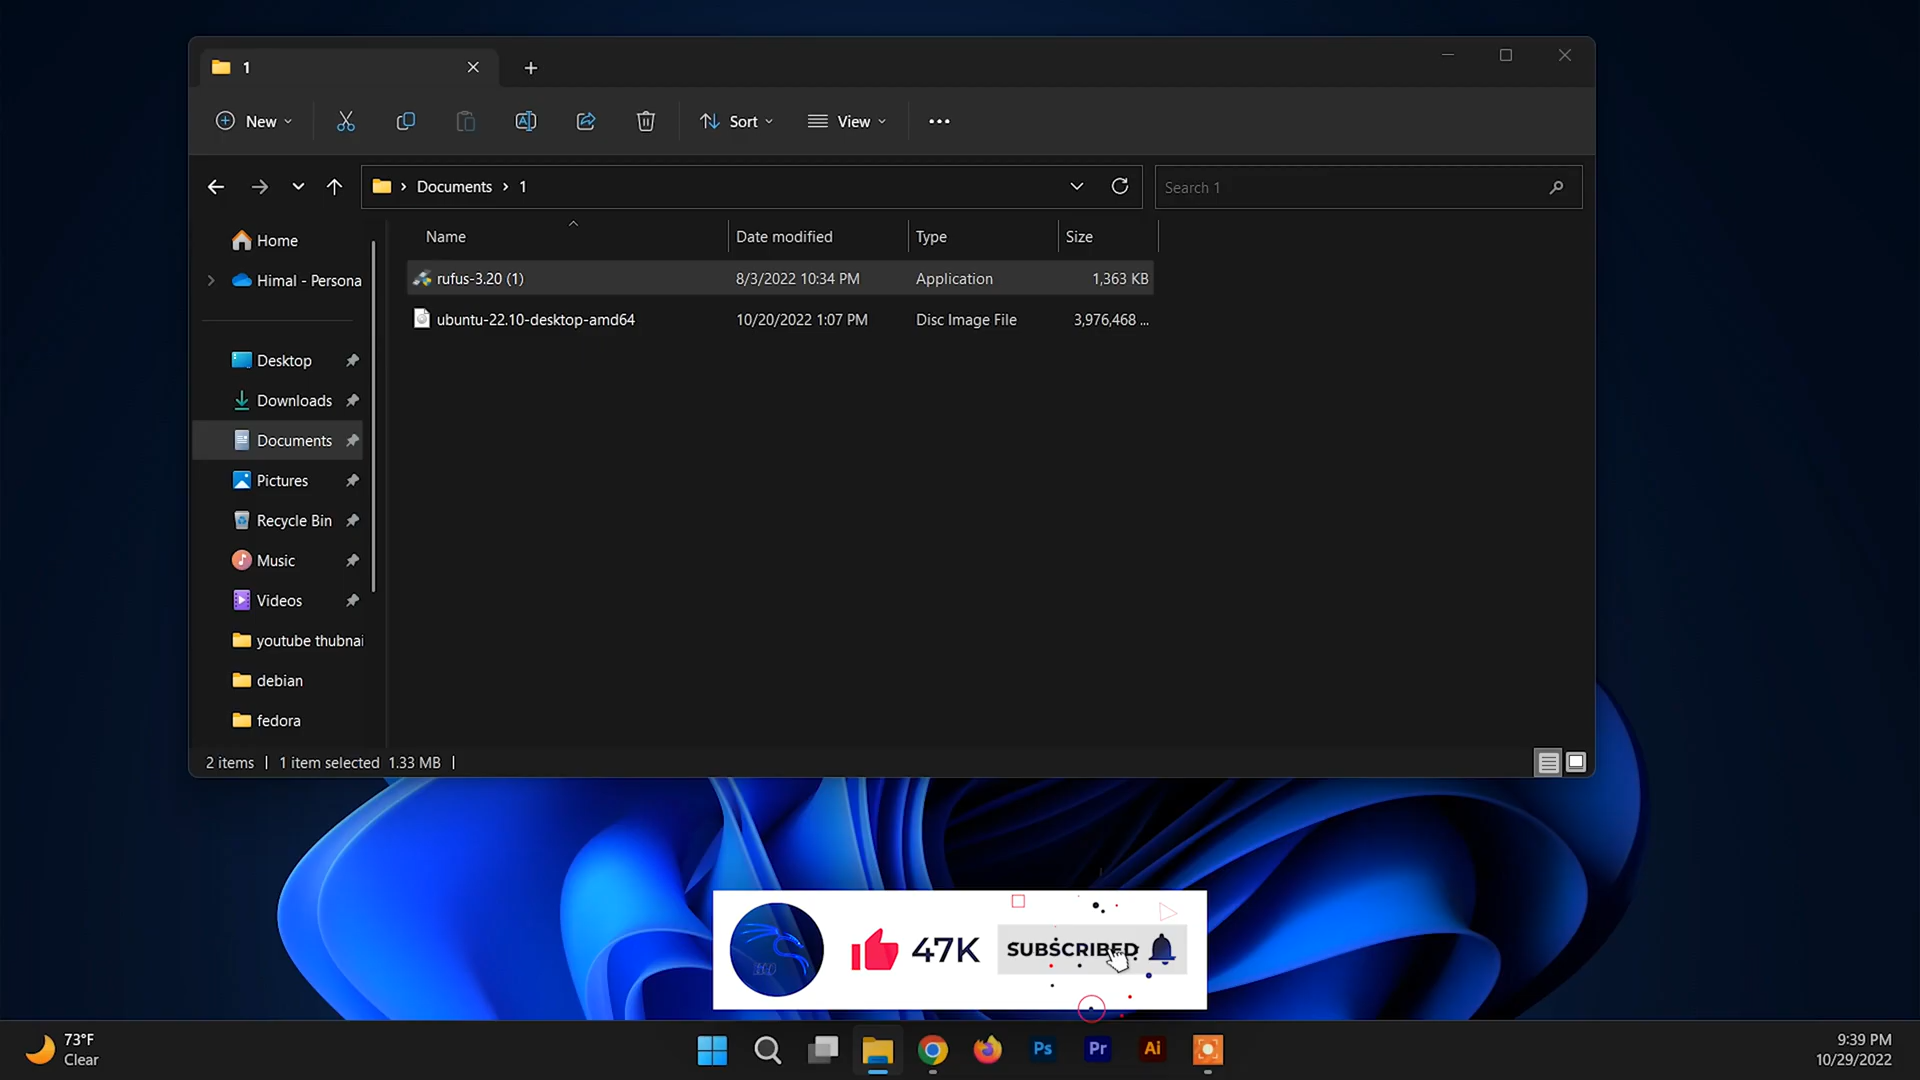 1
New
Sort
View
Documents
1
Search 1
Home
Himal - Persona
Desktop
Downloads
Documents
Pictures
Recycle Bin
Music
Videos
youtube thubnai
debian
fedora
Name Date modified Type Size
rufus-3.20 (1) 8/3/2022 10:34 PM Application 1,363 KB
ubuntu-22.10-desktop-amd64 10/20/2022 1:07 PM Disc Image File 3,976,468 ...
2 items 1 item selected 1.33 MB
47K SUBSCRIBED
73°F
Clear
Ps Pr Ai
9:39 PM
10/29/2022